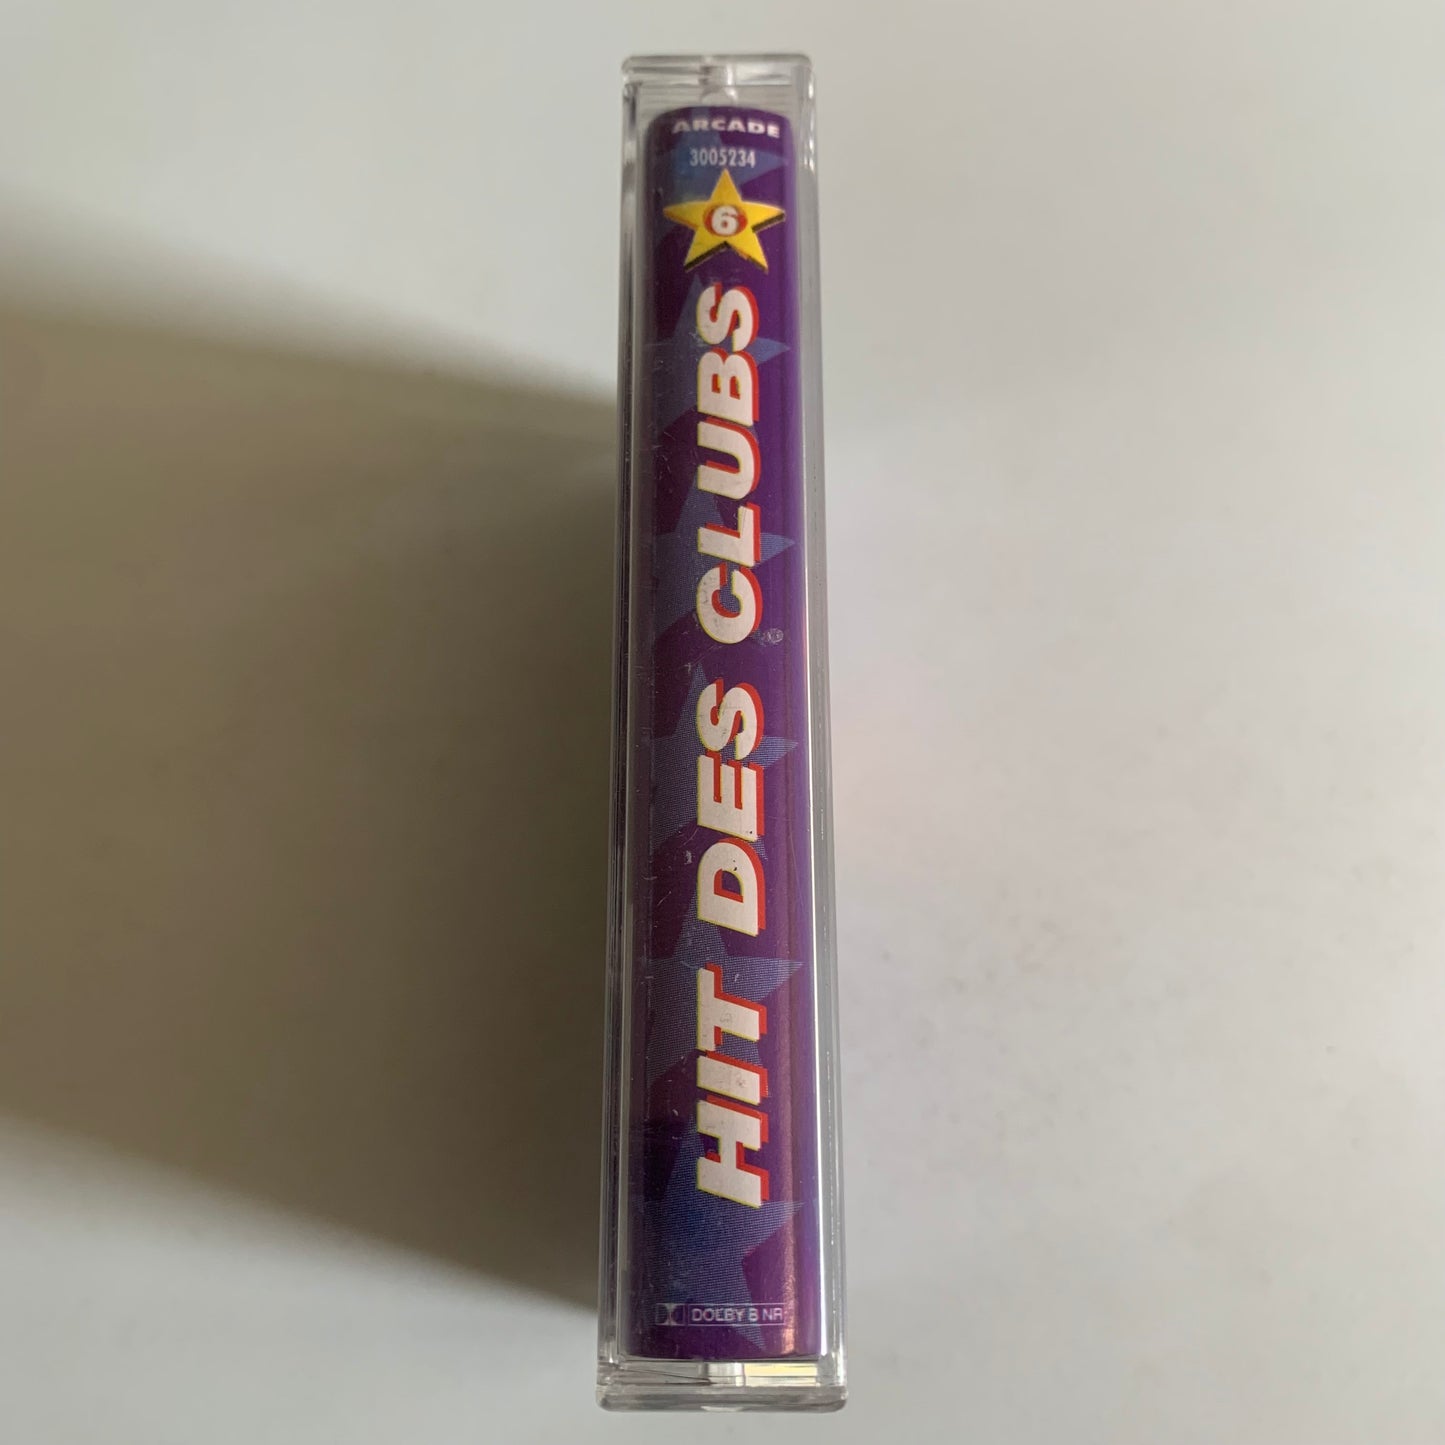 ARCADE
3005234
6
HIT DES CLUBS
DOLBY B NR